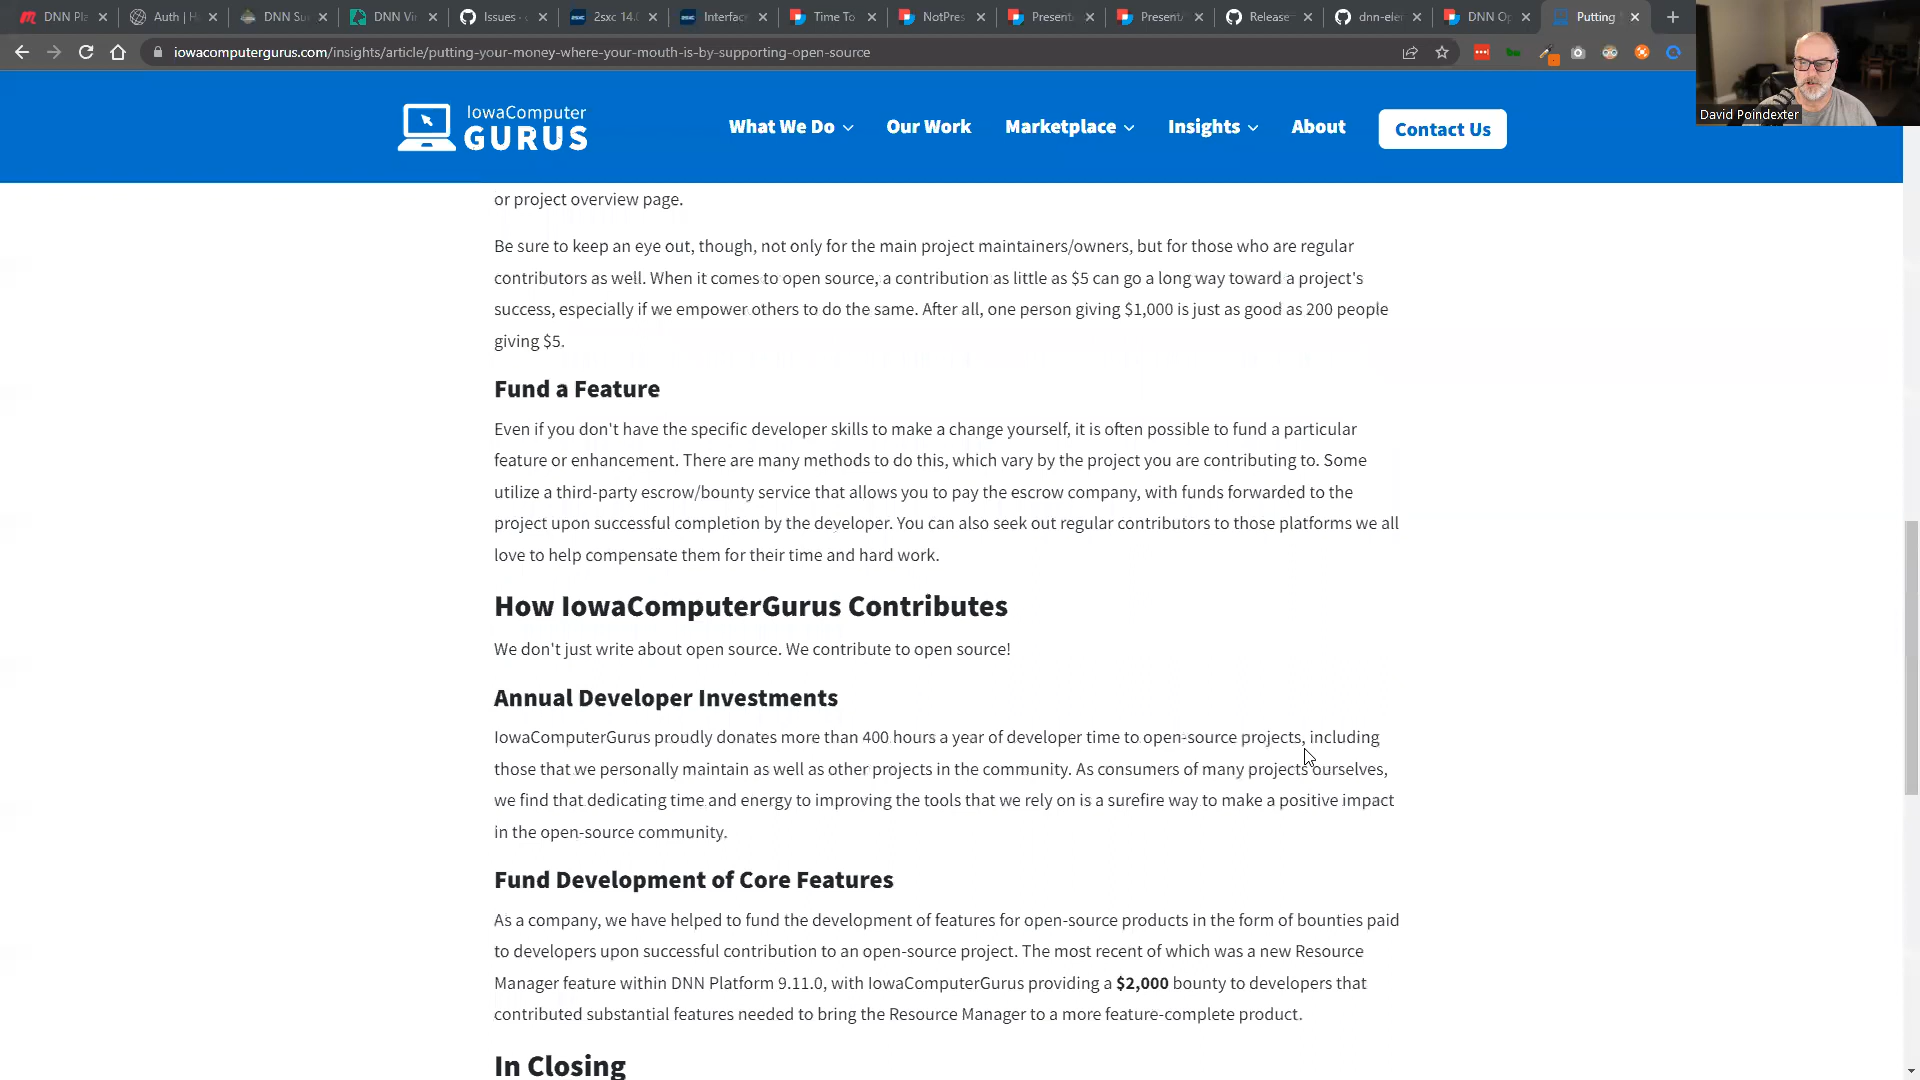 DNN Pla
Auth | H
DNN Su
DNN Vir
Issues ·
2sxc 14.
Interfac
Time To
NotPres
Present
Present
Release
dnn-ele
DNN Op
Putting
iowacomputergurus.com/insights/article/putting-your-money-where-your-mouth-is-by-supporting-open-source
David Poindexter
IowaComputer
GURUS
What We Do
Our Work
Marketplace
Insights
About
Contact Us
or project overview page.
Be sure to keep an eye out, though, not only for the main project maintainers/owners, but for those who are regular
contributors as well. When it comes to open source, a contribution as little as $5 can go a long way toward a project's
success, especially if we empower others to do the same. After all, one person giving $1,000 is just as good as 200 people
giving $5.
Fund a Feature
Even if you don't have the specific developer skills to make a change yourself, it is often possible to fund a particular
feature or enhancement. There are many methods to do this, which vary by the project you are contributing to. Some
utilize a third-party escrow/bounty service that allows you to pay the escrow company, with funds forwarded to the
project upon successful completion by the developer. You can also seek out regular contributors to those platforms we all
love to help compensate them for their time and hard work.
How IowaComputerGurus Contributes
We don't just write about open source. We contribute to open source!
Annual Developer Investments
IowaComputerGurus proudly donates more than 400 hours a year of developer time to open-source projects, including
those that we personally maintain as well as other projects in the community. As consumers of many projects ourselves,
we find that dedicating time and energy to improving the tools that we rely on is a surefire way to make a positive impact
in the open-source community.
Fund Development of Core Features
As a company, we have helped to fund the development of features for open-source products in the form of bounties paid
to developers upon successful contribution to an open-source project. The most recent of which was a new Resource
Manager feature within DNN Platform 9.11.0, with IowaComputerGurus providing a $2,000 bounty to developers that
contributed substantial features needed to bring the Resource Manager to a more feature-complete product.
In Closing